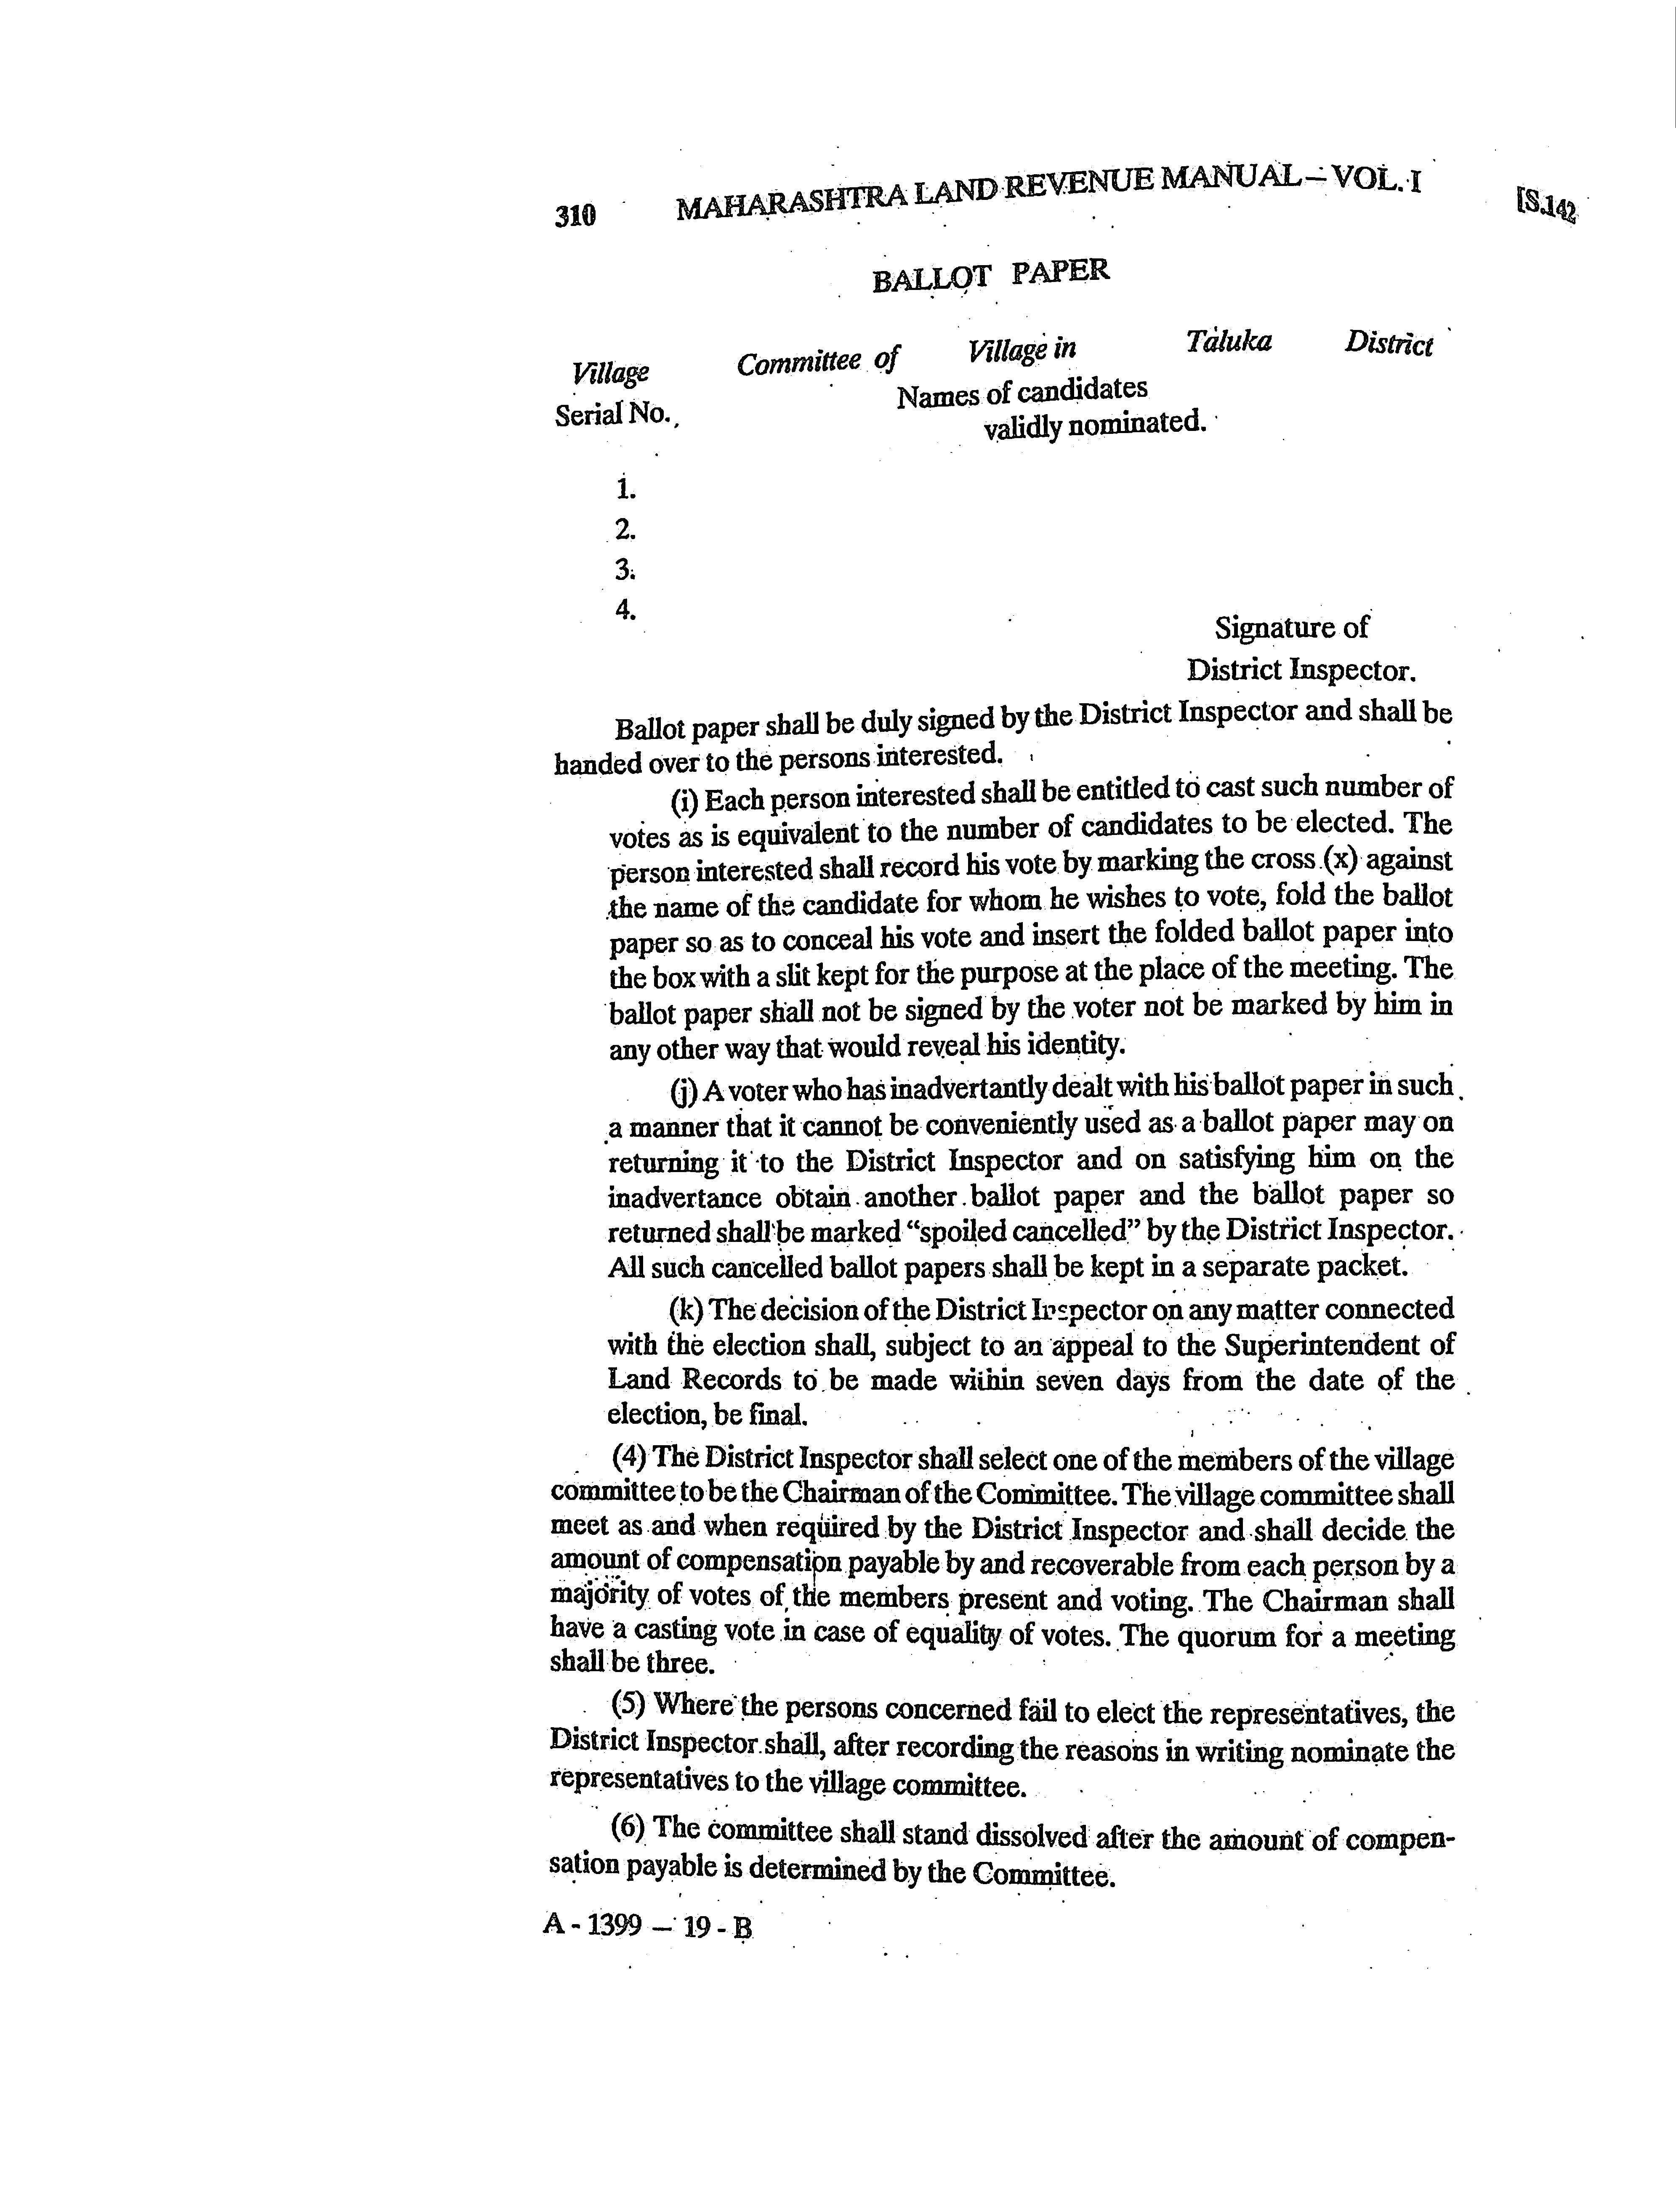 310 MAHARASHTRA LAND REVENUE MANUAL – VOL. I [S.142
BALLOT PAPER
Village Committee of Village in Taluka District
Serial No. Names of candidates
validly nominated.
1.
2.
3.
4.
Signature of
District Inspector.
Ballot paper shall be duly signed by the District Inspector and shall be
handed over to the persons interested.
(i) Each person interested shall be entitled to cast such number of
votes as is equivalent to the number of candidates to be elected. The
person interested shall record his vote by marking the cross (x) against
the name of the candidate for whom he wishes to vote, fold the ballot
paper so as to conceal his vote and insert the folded ballot paper into
the box with a slit kept for the purpose at the place of the meeting. The
ballot paper shall not be signed by the voter not be marked by him in
any other way that would reveal his identity.
(j) A voter who has inadvertantly dealt with his ballot paper in such
a manner that it cannot be conveniently used as a ballot paper may on
returning it to the District Inspector and on satisfying him on the
inadvertance obtain another ballot paper and the ballot paper so
returned shall be marked “spoiled cancelled” by the District Inspector.
All such cancelled ballot papers shall be kept in a separate packet.
(k) The decision of the District Inspector on any matter connected
with the election shall, subject to an appeal to the Superintendent of
Land Records to be made within seven days from the date of the
election, be final.
(4) The District Inspector shall select one of the members of the village
committee to be the Chairman of the Committee. The village committee shall
meet as and when required by the District Inspector and shall decide the
amount of compensation payable by and recoverable from each person by a
majority of votes of the members present and voting. The Chairman shall
have a casting vote in case of equality of votes. The quorum for a meeting
shall be three.
(5) Where the persons concerned fail to elect the representatives, the
District Inspector shall, after recording the reasons in writing nominate the
representatives to the village committee.
(6) The committee shall stand dissolved after the amount of compen-
sation payable is determined by the Committee.
A - 1399 — 19 - B